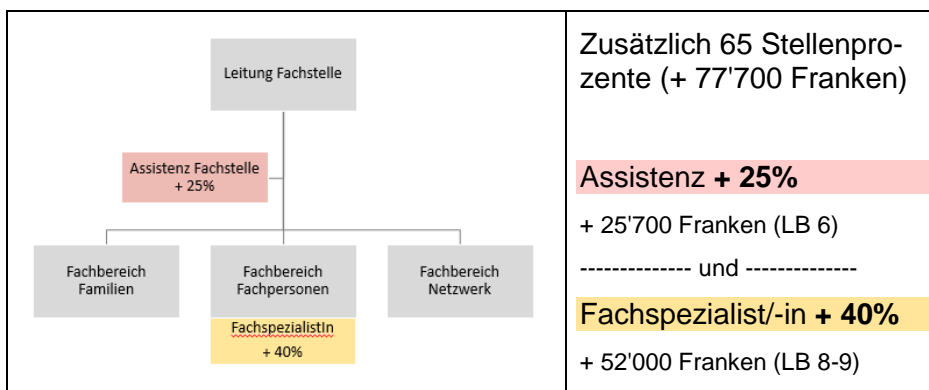 Leitung Fachstelle
Assistenz Fachstelle
+ 25%
Fachbereich
Familien
Fachbereich
Fachpersonen
FachspezialistIn
+ 40%
Fachbereich
Netzwerk
Zusätzlich 65 Stellenpro-
zente (+ 77'700 Franken)
Assistenz + 25%
+ 25'700 Franken (LB 6)
-------------- und --------------
Fachspezialist/-in + 40%
+ 52'000 Franken (LB 8-9)